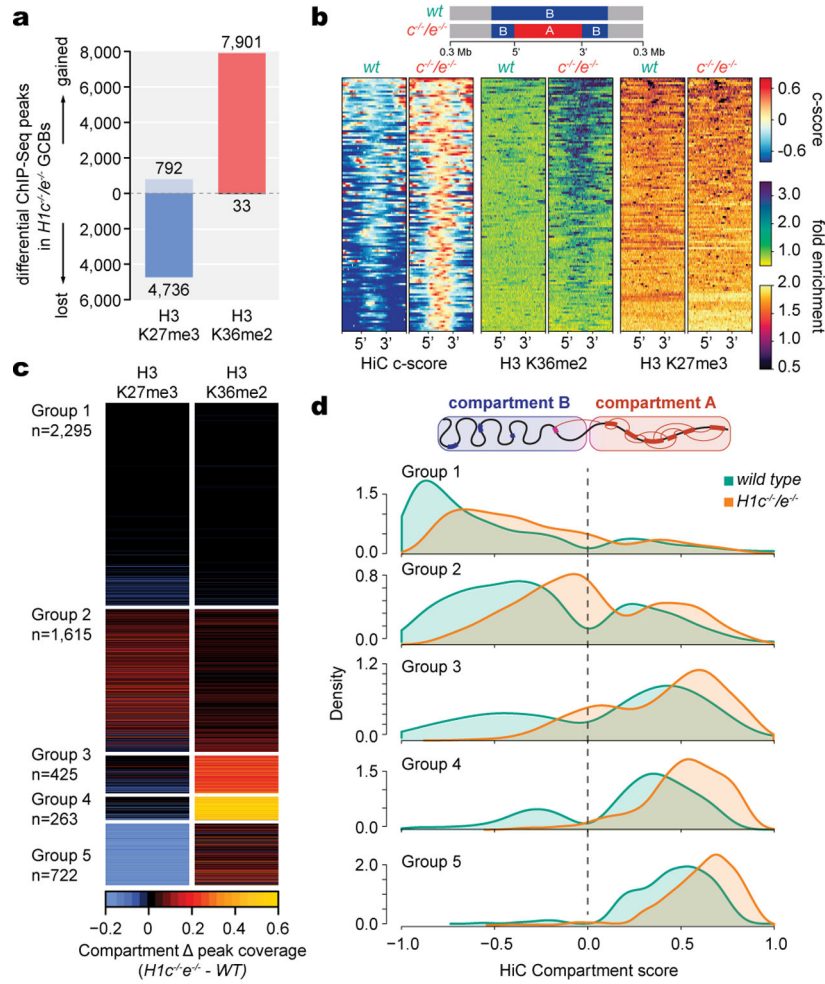 a
differential ChIP-Seq peaks
in H1c⁻/⁻/e⁻/⁻ GCBs
lost
gained
8,000
6,000
4,000
2,000
0
2,000
4,000
6,000
7,901
792
33
4,736
H3
K27me3
H3
K36me2
b
wt
B
c⁻/⁻/e⁻/⁻
B
A
B
0.3 Mb
5'
3'
0.3 Mb
wt
c⁻/⁻/e⁻/⁻
wt
c⁻/⁻/e⁻/⁻
wt
c⁻/⁻/e⁻/⁻
0.6
0
-0.6
c-score
3.0
2.0
1.0
2.0
1.5
1.0
0.5
fold enrichment
5' 3' 5' 3' 5' 3' 5' 3' 5' 3' 5' 3'
HiC c-score
H3 K36me2
H3 K27me3
c
H3
K27me3
H3
K36me2
Group 1
n=2,295
Group 2
n=1,615
Group 3
n=425
Group 4
n=263
Group 5
n=722
−0.2 0 0.2 0.4 0.6
Compartment Δ peak coverage
(H1c⁻/⁻e⁻/⁻ - WT)
d
compartment B
compartment A
wild type
H1c⁻/⁻/e⁻/⁻
Group 1
1.5
0.0
Group 2
0.8
0.0
Group 3
1.2
0.0
Group 4
1.5
0.0
Group 5
2.0
0.0
Density
−1.0 −0.5 0.0 0.5 1.0
HiC Compartment score